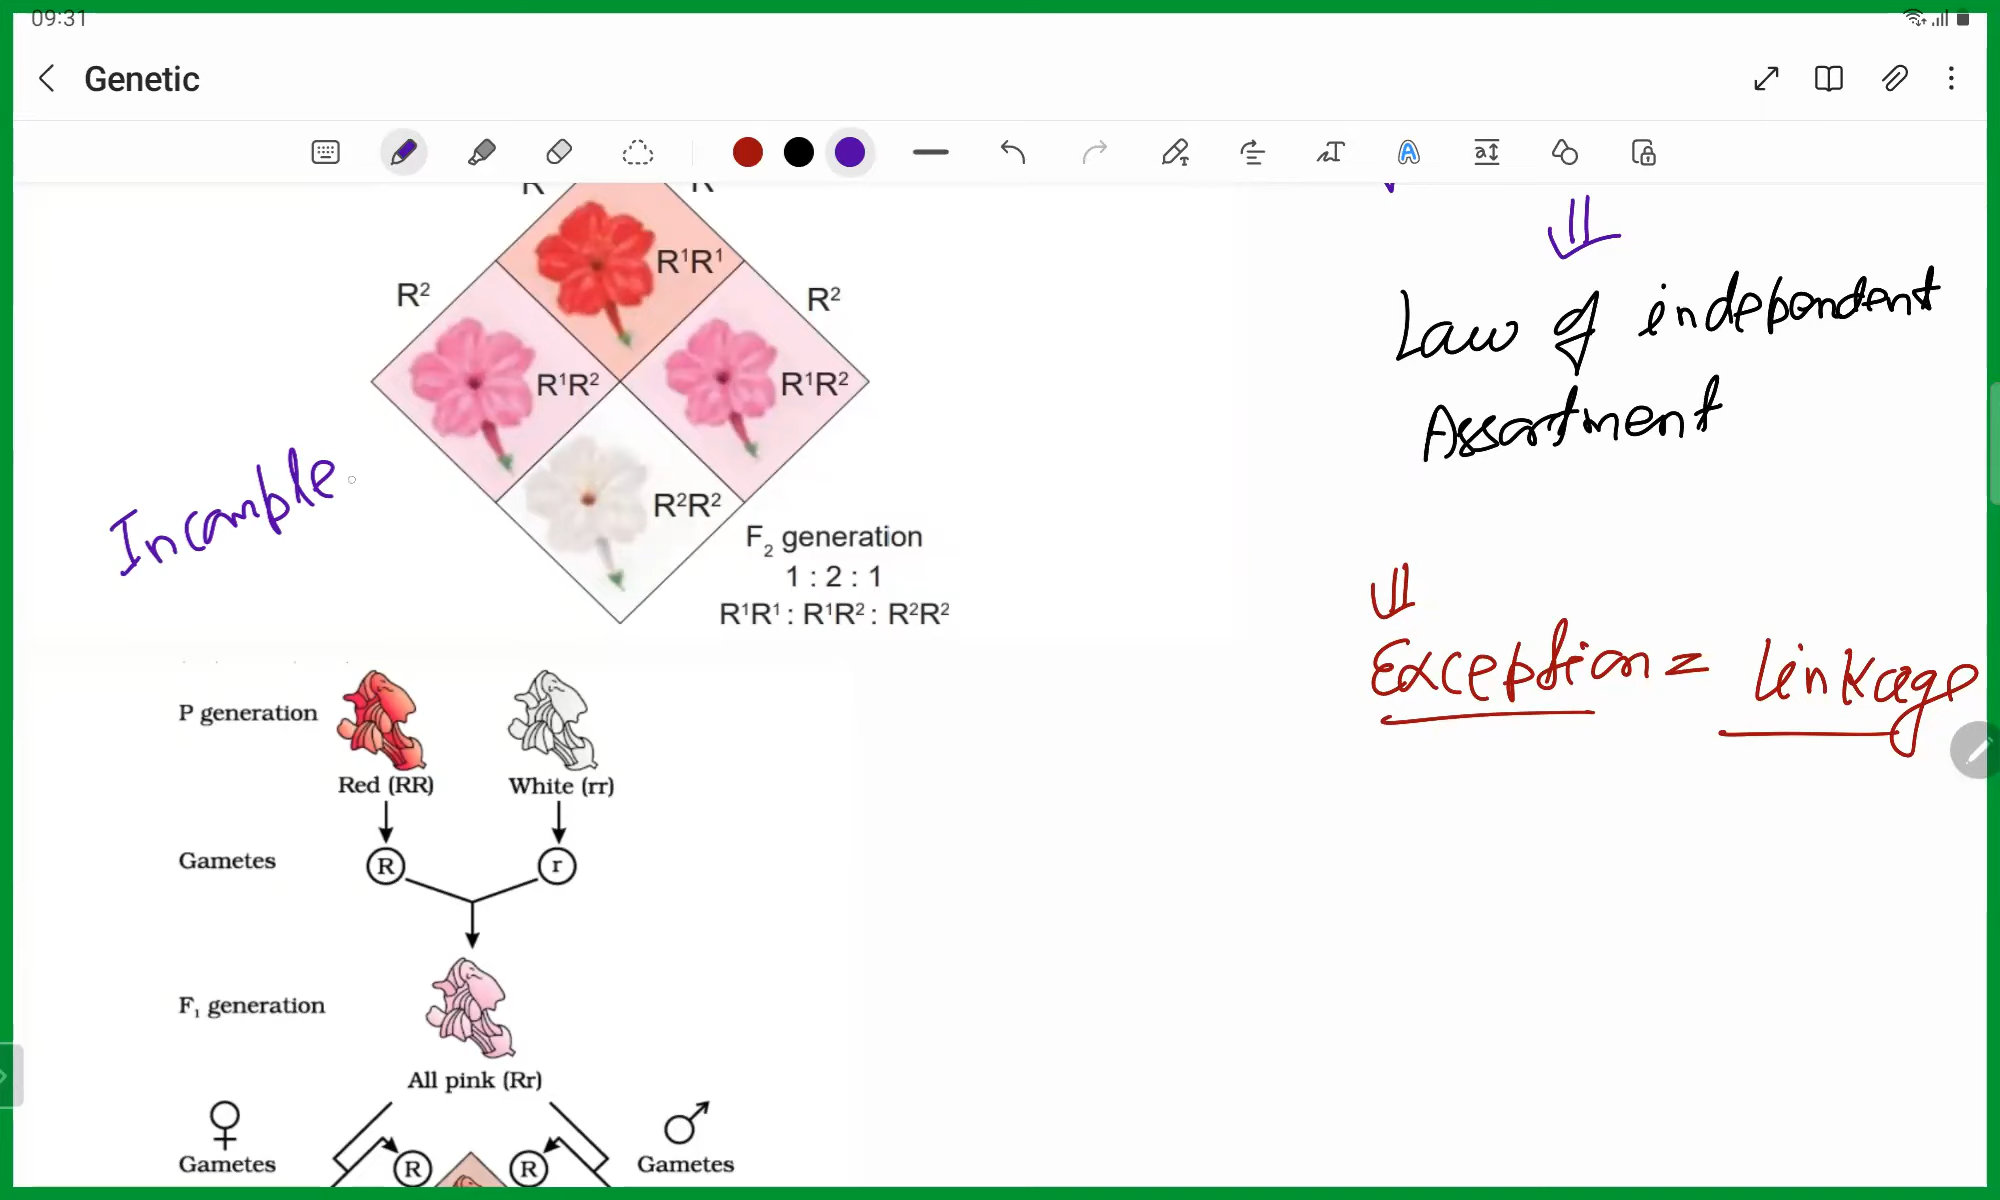 09:31
Genetic
R R
R¹R¹
R² R²
R¹R² R¹R²
R²R²
F₂ generation
1 : 2 : 1
R¹R¹ : R¹R² : R²R²
Incomple
P generation
Red (RR) White (rr)
Gametes R r
F₁ generation
All pink (Rr)
Gametes R R Gametes
Law of independent
Assortment
Exception = linkage